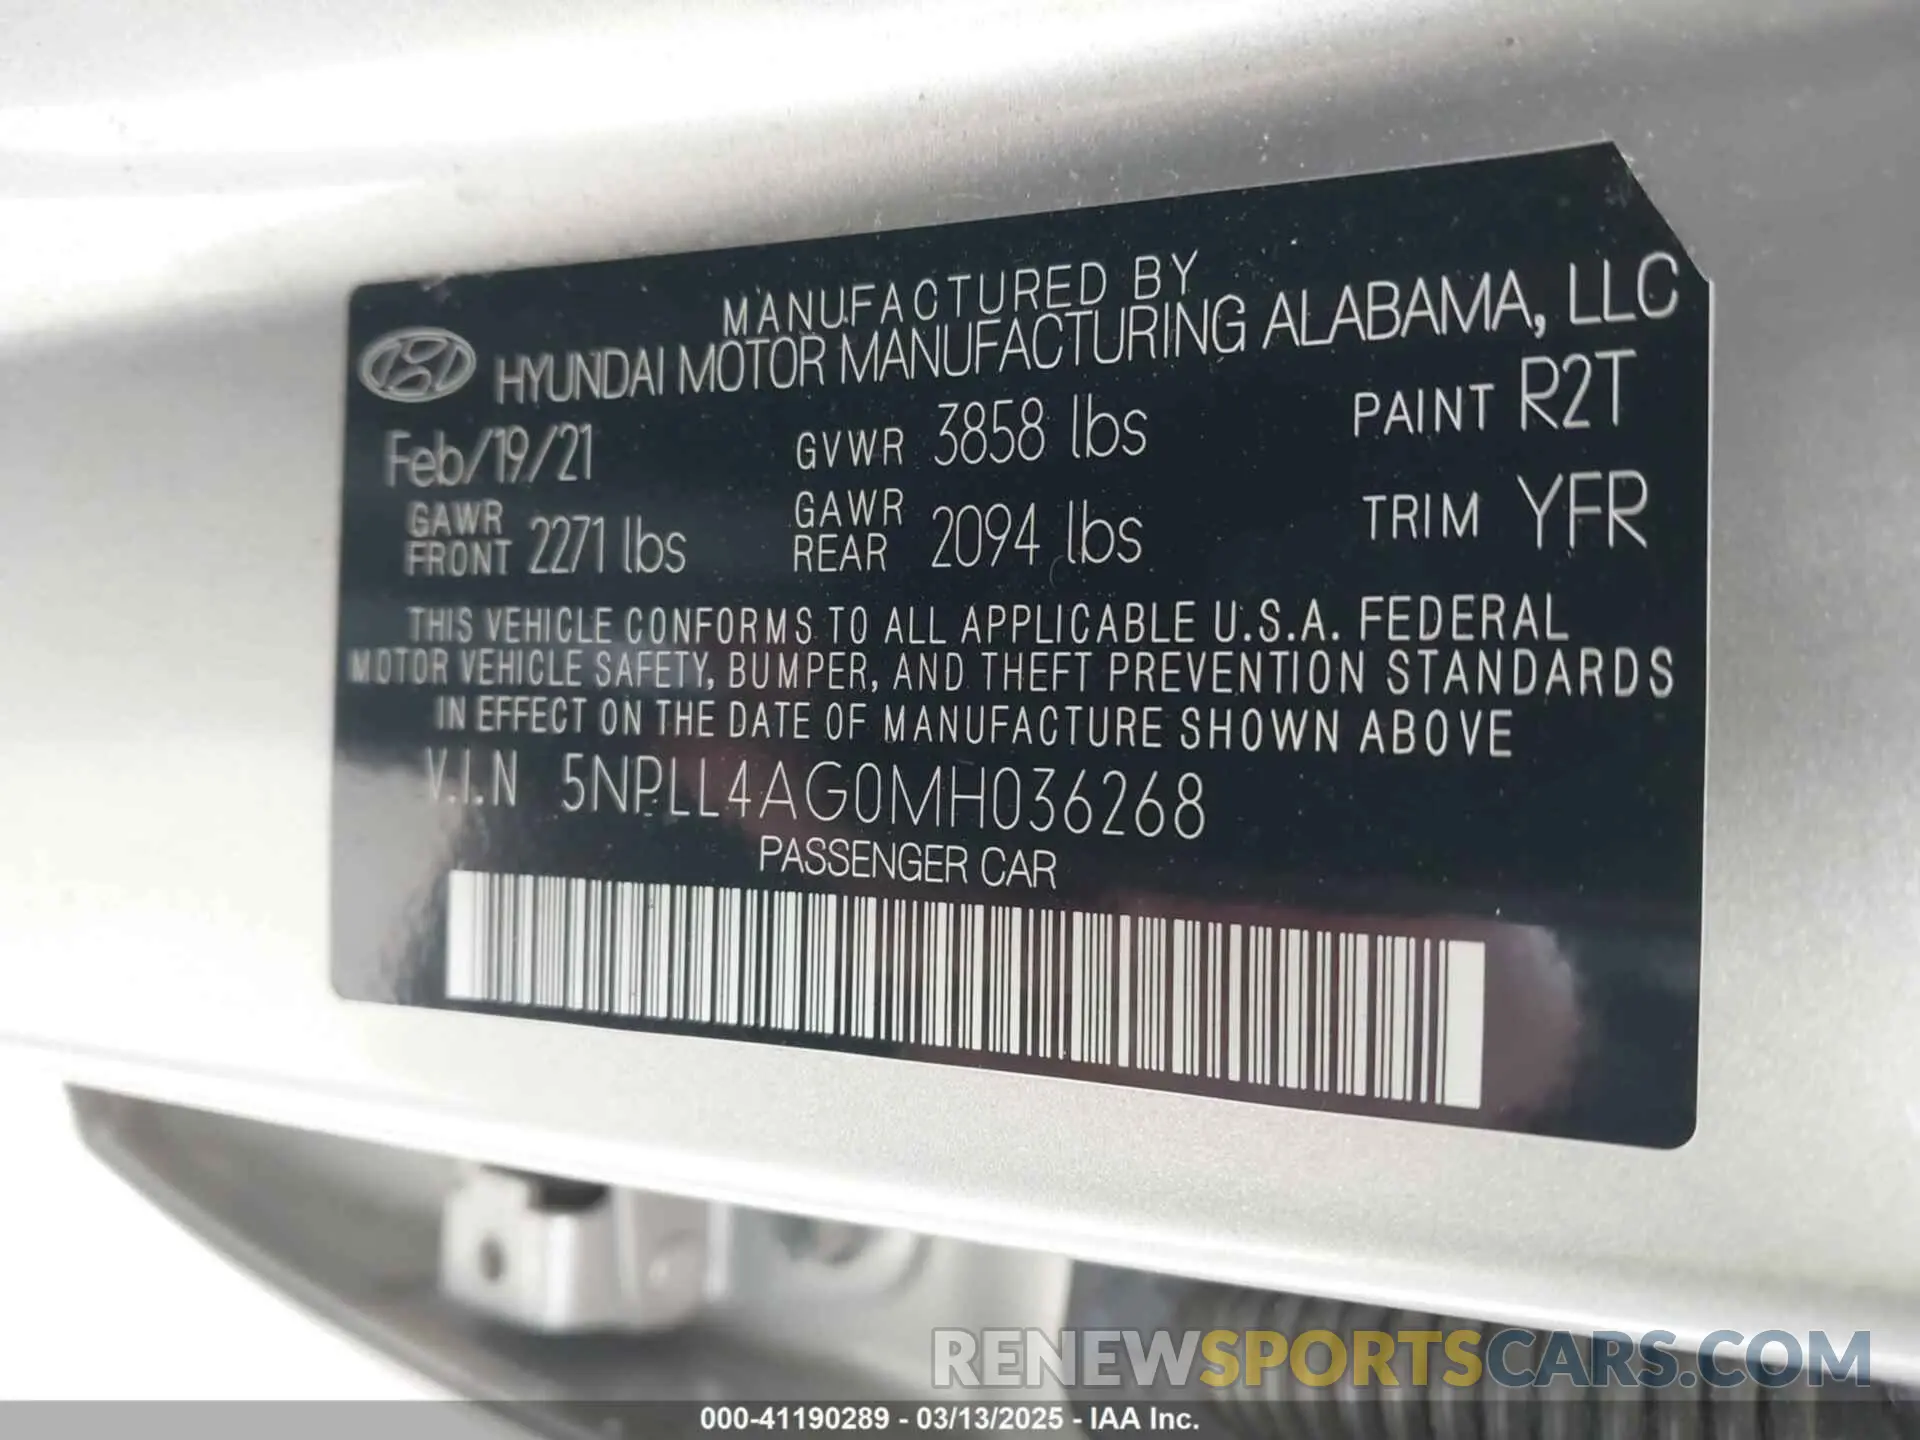 MANUFACTURED BY
HYUNDAI MOTOR MANUFACTURING ALABAMA, LLC
Feb/19/21 GVWR 3858 lbs PAINT R2T
GAWR FRONT 2271 lbs GAWR REAR 2094 lbs TRIM YFR
THIS VEHICLE CONFORMS TO ALL APPLICABLE U.S.A. FEDERAL
MOTOR VEHICLE SAFETY, BUMPER, AND THEFT PREVENTION STANDARDS
IN EFFECT ON THE DATE OF MANUFACTURE SHOWN ABOVE
V.I.N 5NPLL4AG0MH036268
PASSENGER CAR
RENEWSPORTSCARS.COM
000-41190289 - 03/13/2025 - IAA Inc.